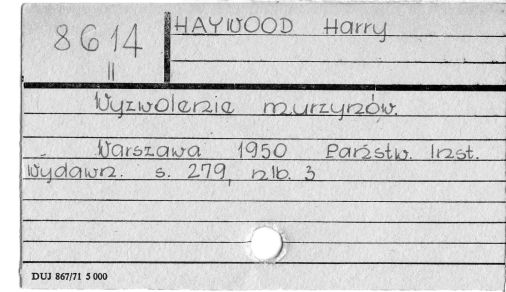 8614
II
HAYWOOD Harry
Wyzwolenie murzynów.
Warszawa 1950 Państw. Inst.
Wydawn. s. 279, nlb. 3
DUJ 867/71 5 000